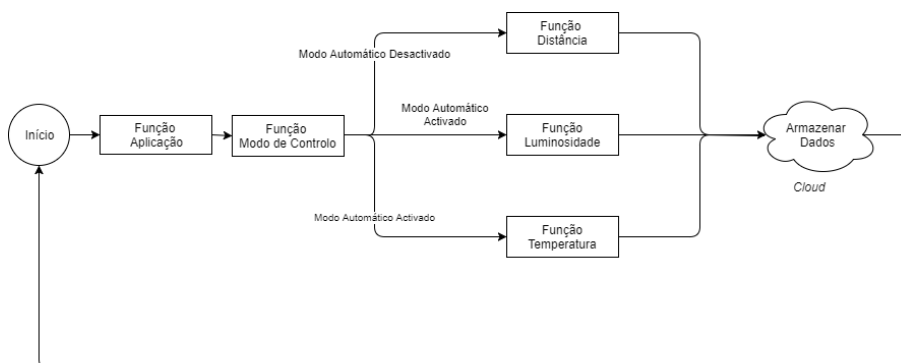 Início
Função
Aplicação
Função
Modo de Controlo
Modo Automático Desactivado
Modo Automático
Activado
Modo Automático Activado
Função
Distância
Função
Luminosidade
Função
Temperatura
Armazenar
Dados
Cloud